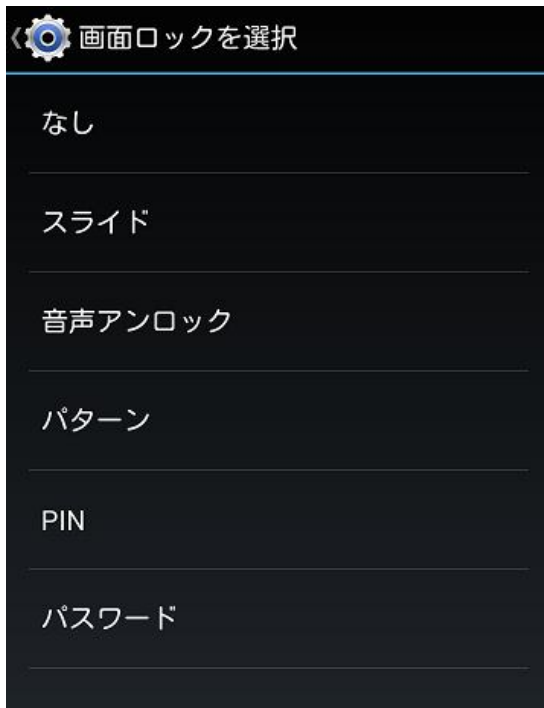 画面ロックを選択
なし
スライド
音声アンロック
パターン
PIN
パスワード